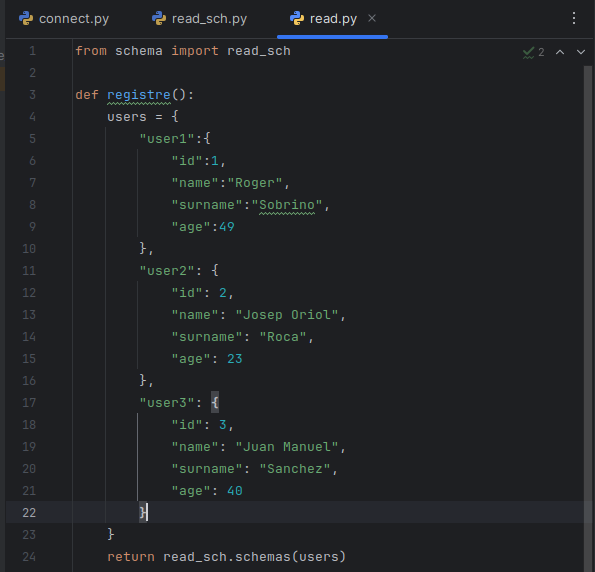 connect.py read_sch.py read.py
2
1 from schema import read_sch
2
3 def registre():
4 users = {
5 "user1":{
6 "id":1,
7 "name":"Roger",
8 "surname":"Sobrino",
9 "age":49
10 },
11 "user2": {
12 "id": 2,
13 "name": "Josep Oriol",
14 "surname": "Roca",
15 "age": 23
16 },
17 "user3": {
18 "id": 3,
19 "name": "Juan Manuel",
20 "surname": "Sanchez",
21 "age": 40
22 }
23 }
24 return read_sch.schemas(users)